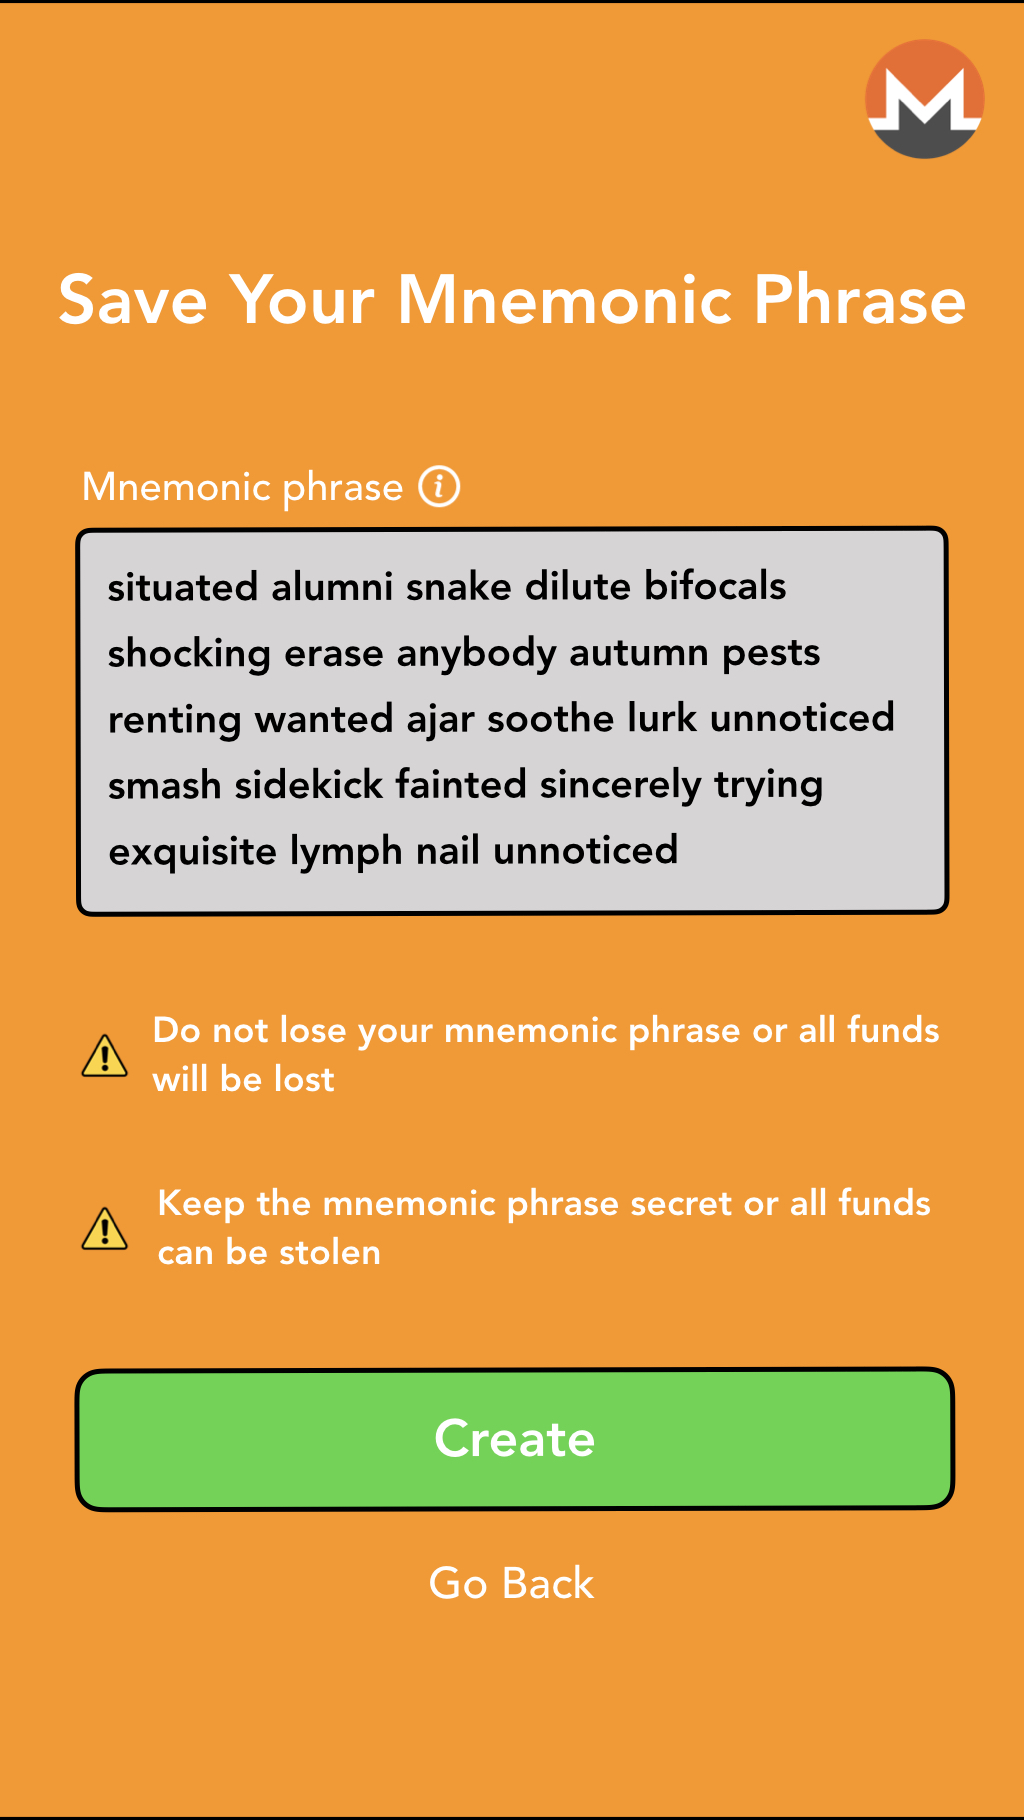 Save Your Mnemonic Phrase
Mnemonic phrase
situated alumni snake dilute bifocals
shocking erase anybody autumn pests
renting wanted ajar soothe lurk unnoticed
smash sidekick fainted sincerely trying
exquisite lymph nail unnoticed
Do not lose your mnemonic phrase or all funds
will be lost
Keep the mnemonic phrase secret or all funds
can be stolen
Create
Go Back